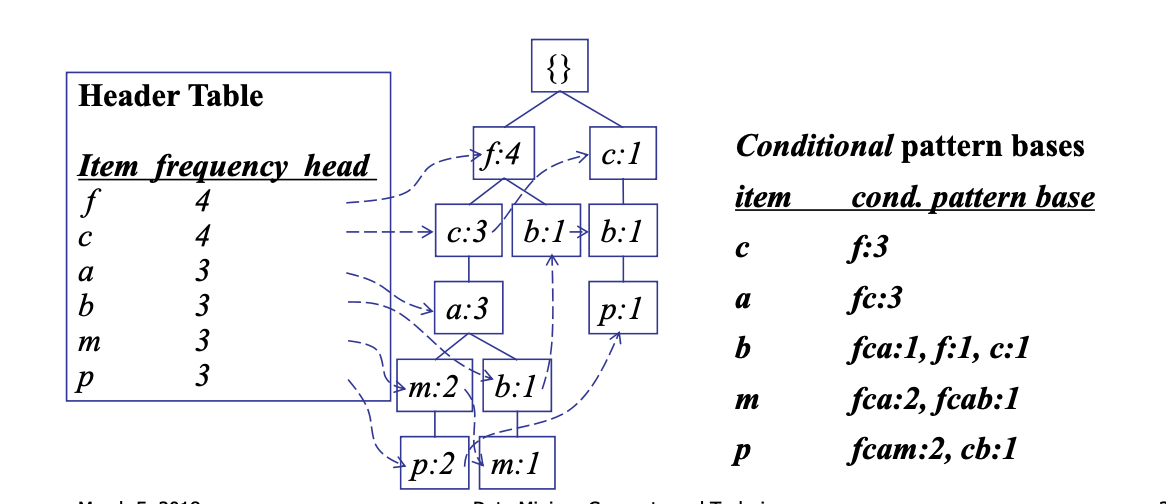 {}
Header Table
Item frequency head
f 4
c 4
a 3
b 3
m 3
p 3
f:4 c:1
c:3 b:1 b:1
a:3 p:1
m:2 b:1
p:2 m:1
Conditional pattern bases
item cond. pattern base
c f:3
a fc:3
b fca:1, f:1, c:1
m fca:2, fcab:1
p fcam:2, cb:1